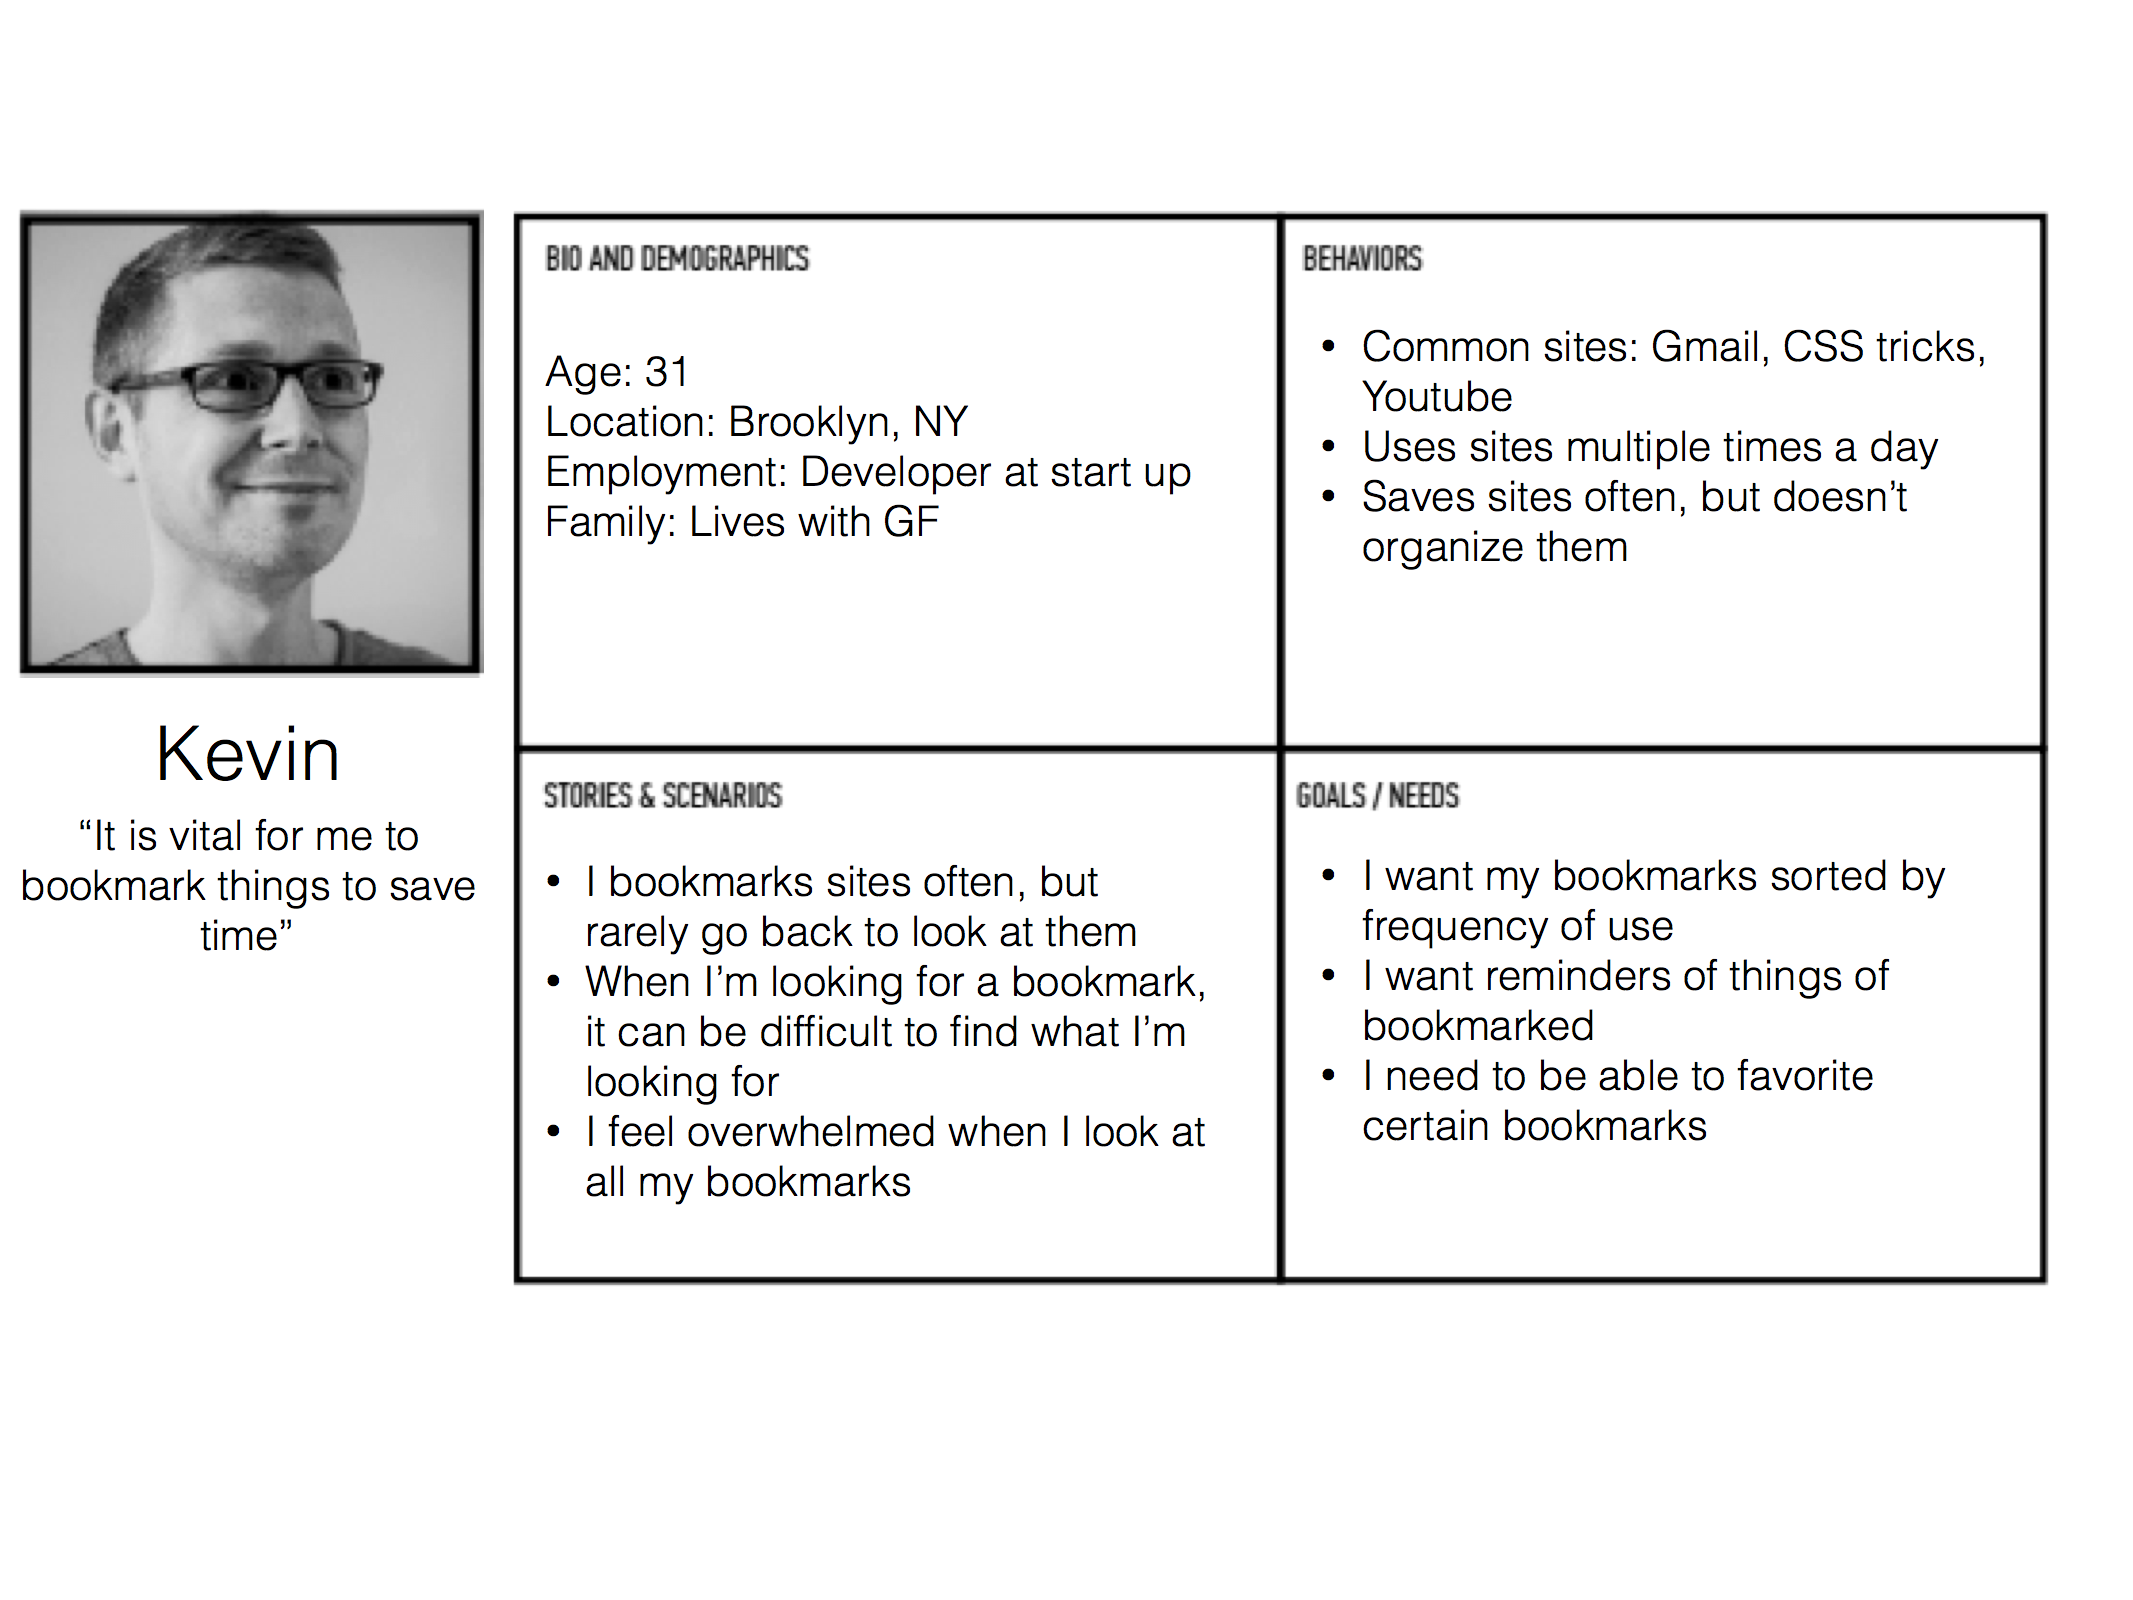 Kevin
“It is vital for me to
bookmark things to save
time”
BIO AND DEMOGRAPHICS
Age: 31
Location: Brooklyn, NY
Employment: Developer at start up
Family: Lives with GF
BEHAVIORS
• Common sites: Gmail, CSS tricks,
Youtube
• Uses sites multiple times a day
• Saves sites often, but doesn’t
organize them
STORIES & SCENARIOS
• I bookmarks sites often, but
rarely go back to look at them
• When I’m looking for a bookmark,
it can be difficult to find what I’m
looking for
• I feel overwhelmed when I look at
all my bookmarks
GOALS / NEEDS
• I want my bookmarks sorted by
frequency of use
• I want reminders of things of
bookmarked
• I need to be able to favorite
certain bookmarks